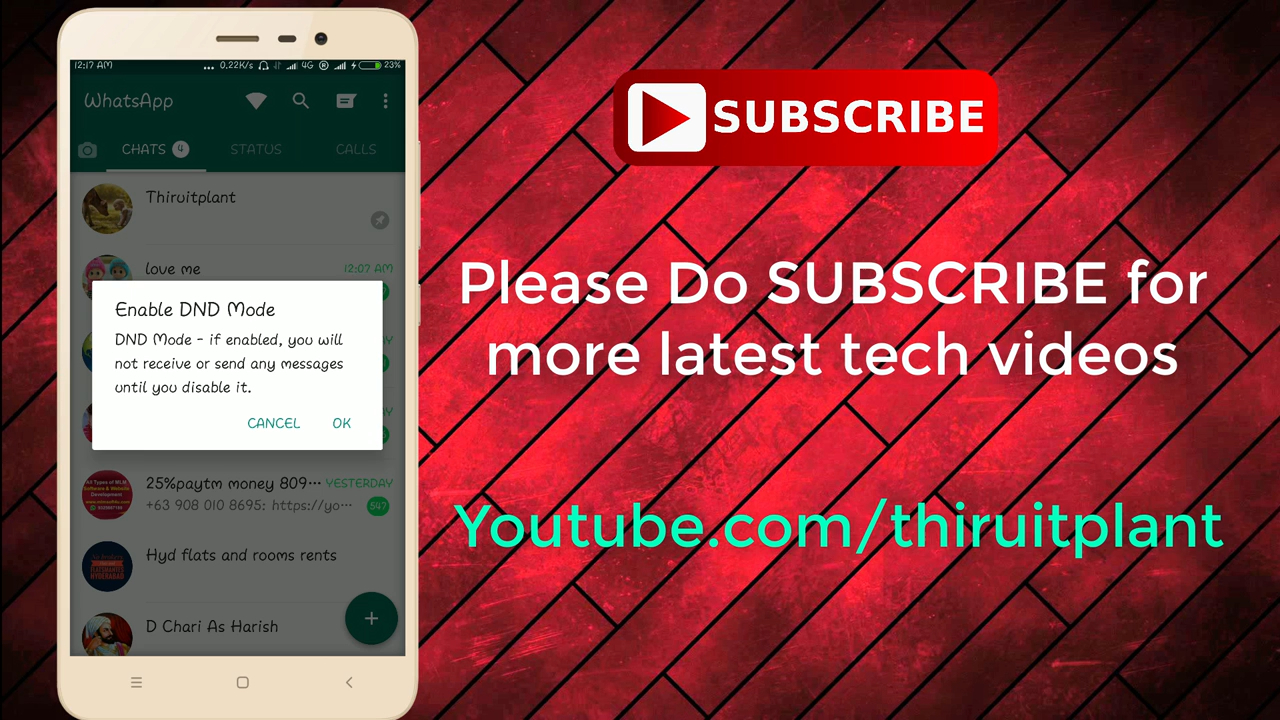 12:17 AM
0.22K/s
4G
23%
WhatsApp
CHATS 4
STATUS
CALLS
Thiruitplant
love me
12:07 AM
Enable DND Mode
DND Mode - if enabled, you will
not receive or send any messages
until you disable it.
CANCEL OK
25%paytm money 809... YESTERDAY
+63 908 010 8695: https://yo... 547
Hyd flats and rooms rents
D Chari As Harish
SUBSCRIBE
Please Do SUBSCRIBE for
more latest tech videos
Youtube.com/thiruitplant